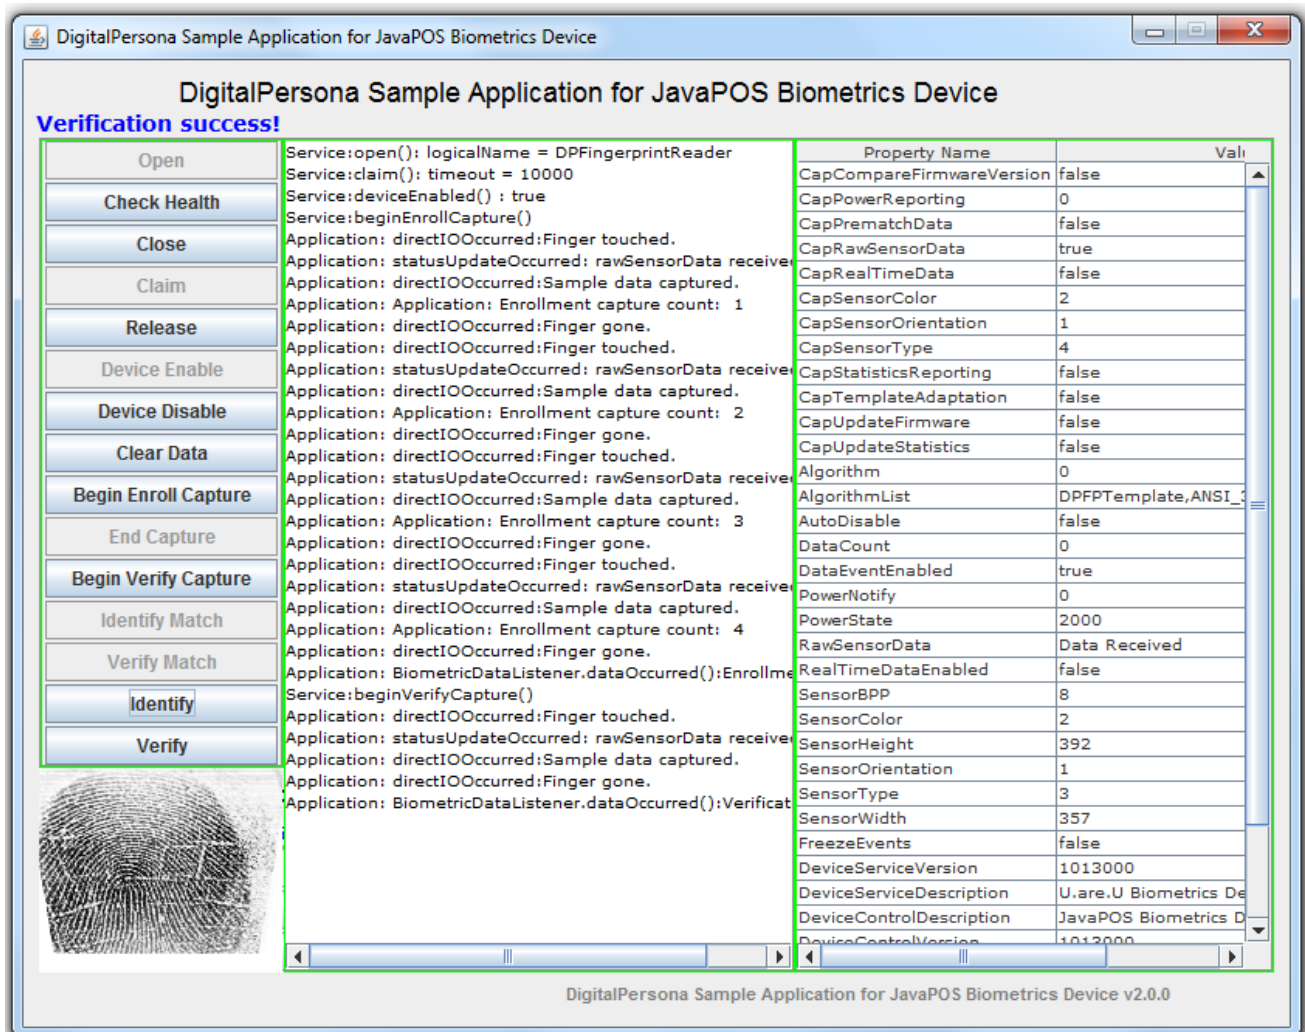 DigitalPersona Sample Application for JavaPOS Biometrics Device
DigitalPersona Sample Application for JavaPOS Biometrics Device
Verification success!
Open
Check Health
Close
Claim
Release
Device Enable
Device Disable
Clear Data
Begin Enroll Capture
End Capture
Begin Verify Capture
Identify Match
Verify Match
Identify
Verify
Service:open(): logicalName = DPFingerprintReader
Service:claim(): timeout = 10000
Service:deviceEnabled() : true
Service:beginEnrollCapture()
Application: directIOOccurred:Finger touched.
Application: statusUpdateOccurred: rawSensorData receive
Application: directIOOccurred:Sample data captured.
Application: Application: Enrollment capture count: 1
Application: directIOOccurred:Finger gone.
Application: directIOOccurred:Finger touched.
Application: statusUpdateOccurred: rawSensorData receive
Application: directIOOccurred:Sample data captured.
Application: Application: Enrollment capture count: 2
Application: directIOOccurred:Finger gone.
Application: directIOOccurred:Finger touched.
Application: statusUpdateOccurred: rawSensorData receive
Application: directIOOccurred:Sample data captured.
Application: Application: Enrollment capture count: 3
Application: directIOOccurred:Finger gone.
Application: directIOOccurred:Finger touched.
Application: statusUpdateOccurred: rawSensorData receive
Application: directIOOccurred:Sample data captured.
Application: Application: Enrollment capture count: 4
Application: directIOOccurred:Finger gone.
Application: BiometricDataListener.dataOccurred():Enrollme
Service:beginVerifyCapture()
Application: directIOOccurred:Finger touched.
Application: statusUpdateOccurred: rawSensorData receive
Application: directIOOccurred:Sample data captured.
Application: directIOOccurred:Finger gone.
Application: BiometricDataListener.dataOccurred():Verificat
Property Name Valu
CapCompareFirmwareVersion false
CapPowerReporting 0
CapPrematchData false
CapRawSensorData true
CapRealTimeData false
CapSensorColor 2
CapSensorOrientation 1
CapSensorType 4
CapStatisticsReporting false
CapTemplateAdaptation false
CapUpdateFirmware false
CapUpdateStatistics false
Algorithm 0
AlgorithmList DPFPTemplate,ANSI_
AutoDisable false
DataCount 0
DataEventEnabled true
PowerNotify 0
PowerState 2000
RawSensorData Data Received
RealTimeDataEnabled false
SensorBPP 8
SensorColor 2
SensorHeight 392
SensorOrientation 1
SensorType 3
SensorWidth 357
FreezeEvents false
DeviceServiceVersion 1013000
DeviceServiceDescription U.are.U Biometrics De
DeviceControlDescription JavaPOS Biometrics D
DeviceControlVersion 1013000
DigitalPersona Sample Application for JavaPOS Biometrics Device v2.0.0